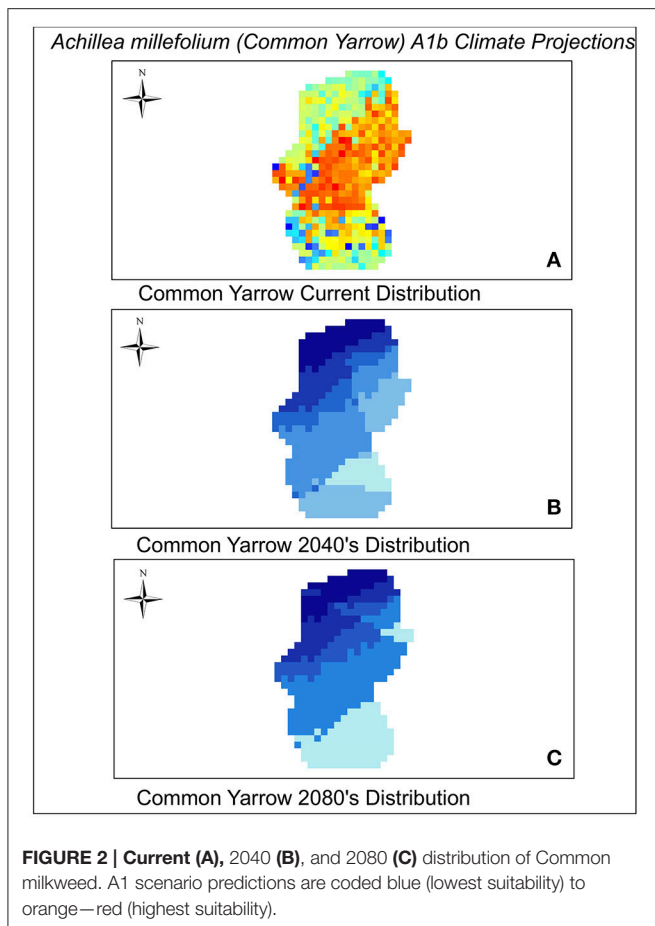 Achillea millefolium (Common Yarrow) A1b Climate Projections
N
A
Common Yarrow Current Distribution
N
B
Common Yarrow 2040's Distribution
N
C
Common Yarrow 2080's Distribution
FIGURE 2 | Current (A), 2040 (B), and 2080 (C) distribution of Common
milkweed. A1 scenario predictions are coded blue (lowest suitability) to
orange—red (highest suitability).